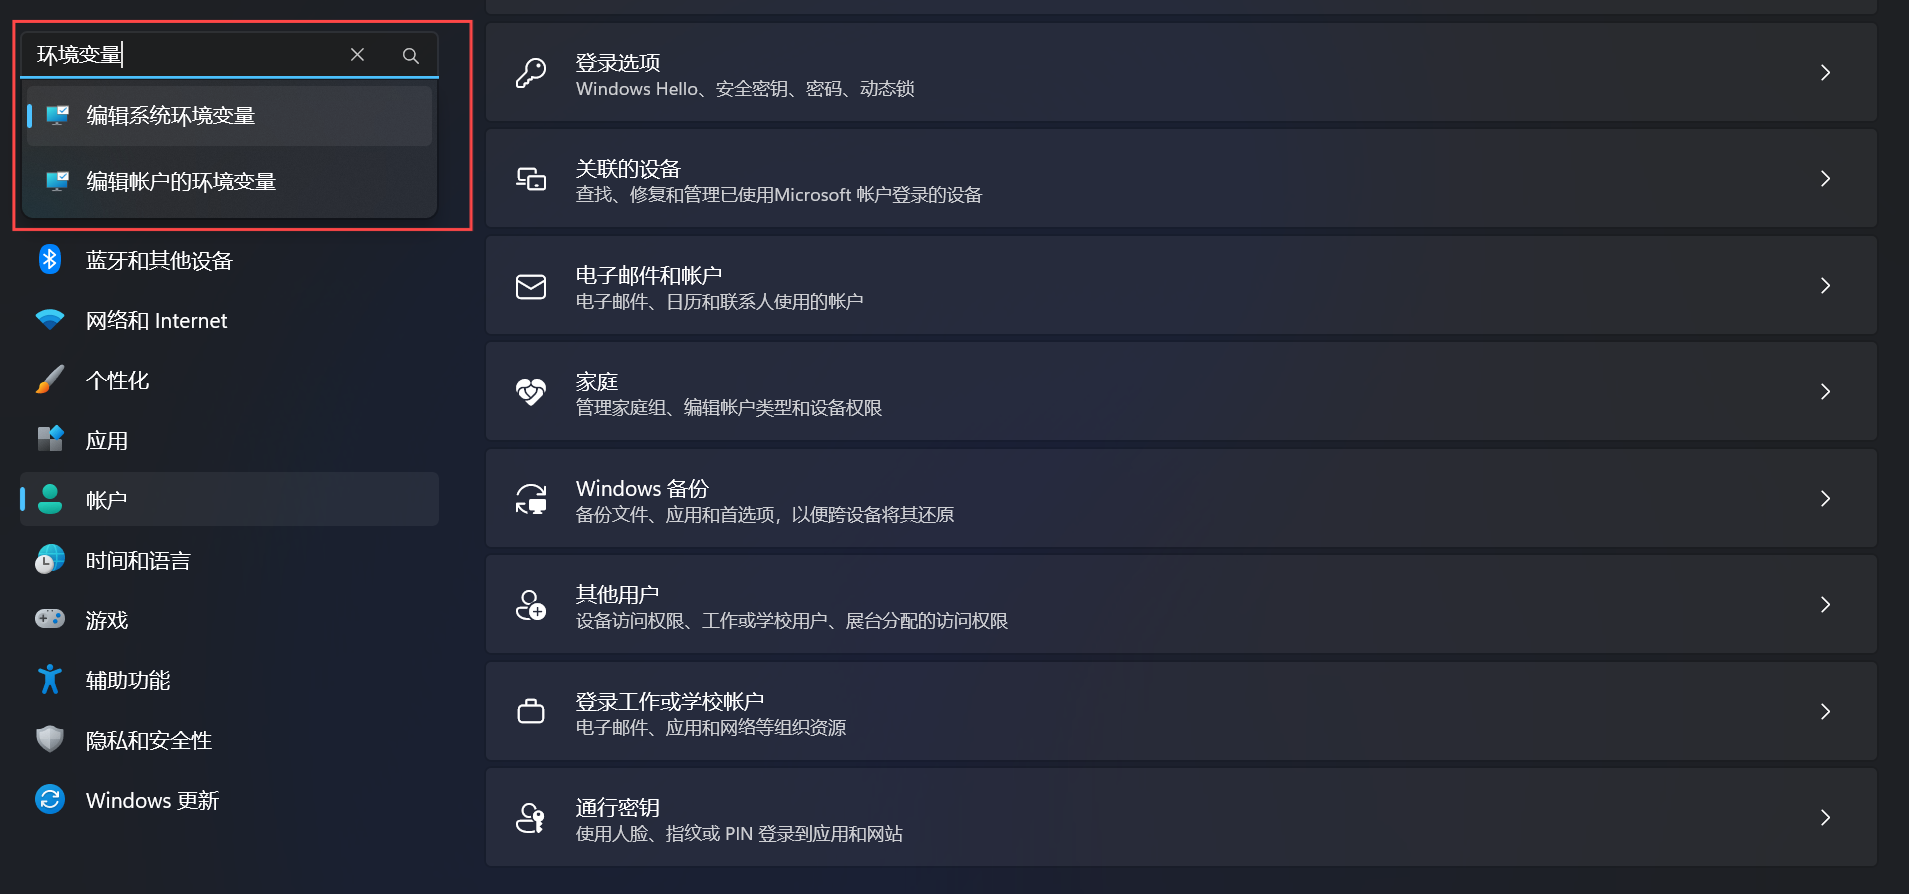 环境变量
编辑系统环境变量
编辑帐户的环境变量
蓝牙和其他设备
网络和 Internet
个性化
应用
帐户
时间和语言
游戏
辅助功能
隐私和安全性
Windows 更新
登录选项
Windows Hello、安全密钥、密码、动态锁
关联的设备
查找、修复和管理已使用Microsoft 帐户登录的设备
电子邮件和帐户
电子邮件、日历和联系人使用的帐户
家庭
管理家庭组、编辑帐户类型和设备权限
Windows 备份
备份文件、应用和首选项，以便跨设备将其还原
其他用户
设备访问权限、工作或学校用户、展台分配的访问权限
登录工作或学校帐户
电子邮件、应用和网络等组织资源
通行密钥
使用人脸、指纹或 PIN 登录到应用和网站